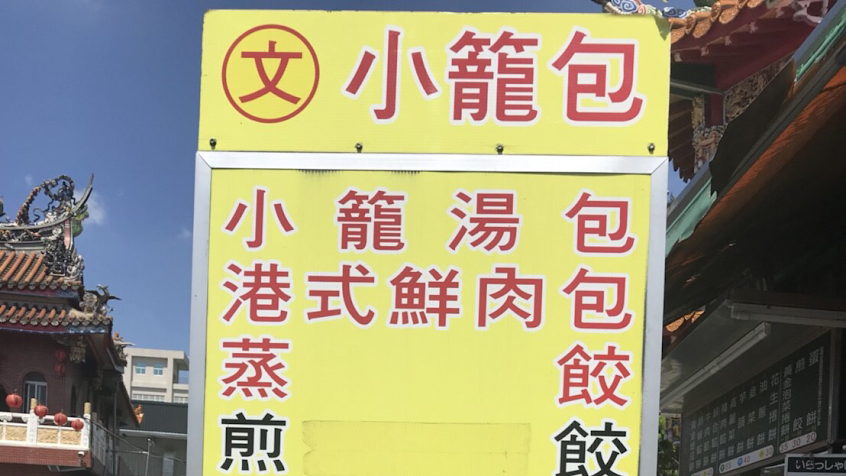 文 小籠包
小籠湯包
港式鮮肉包
蒸餃
煎餃